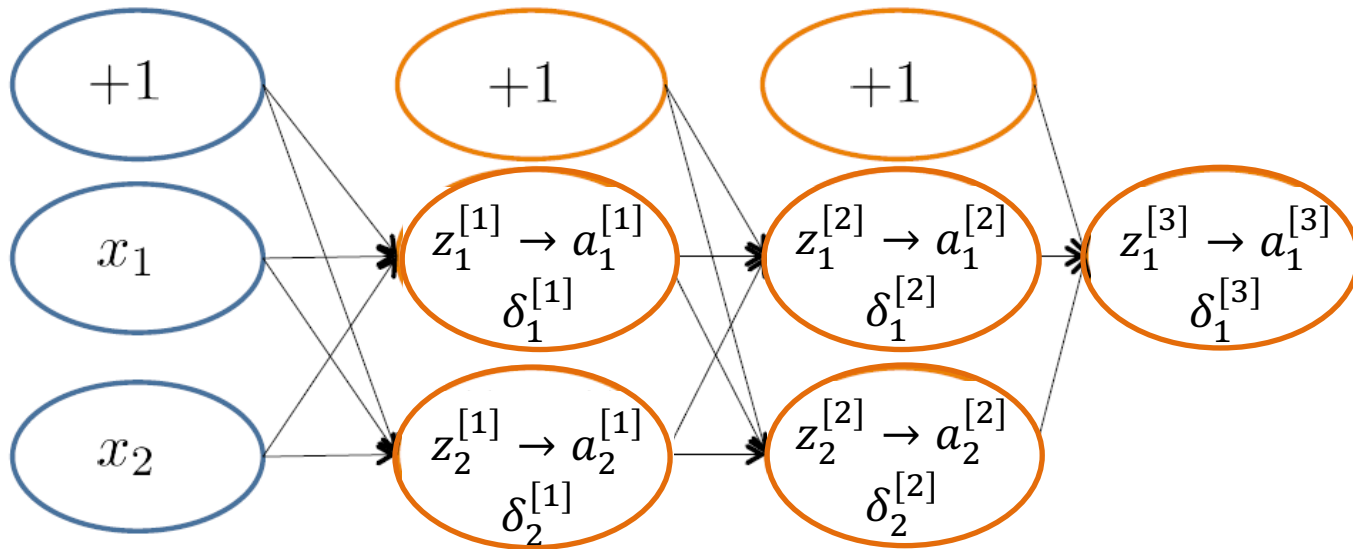 +1
+1
+1
x₁
z₁^[1] → a₁^[1]
δ₁^[1]
z₁^[2] → a₁^[2]
δ₁^[2]
z₁^[3] → a₁^[3]
δ₁^[3]
x₂
z₂^[1] → a₂^[1]
δ₂^[1]
z₂^[2] → a₂^[2]
δ₂^[2]